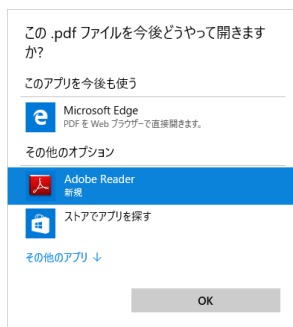 この .pdf ファイルを今後どうやって開きます
か?
このアプリを今後も使う
Microsoft Edge
PDF を Web ブラウザーで直接開きます。
その他のオプション
Adobe Reader
新規
ストアでアプリを探す
その他のアプリ ↓
OK